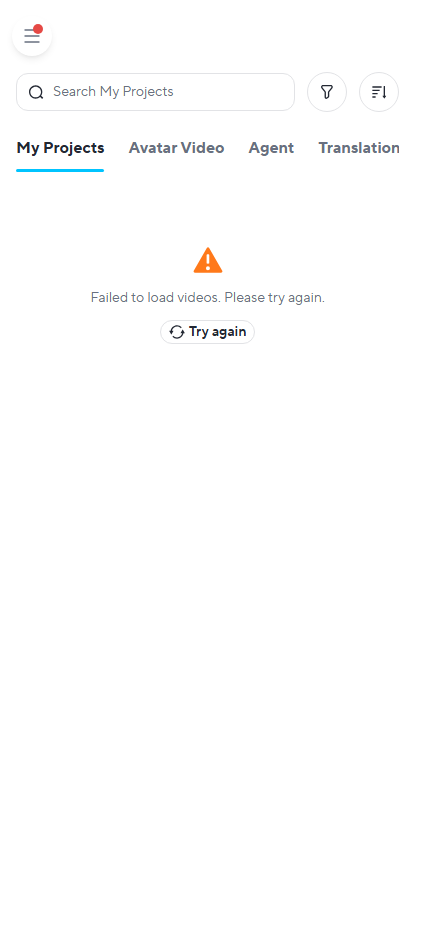 Search My Projects
My Projects Avatar Video Agent Translation
Failed to load videos. Please try again.
Try again